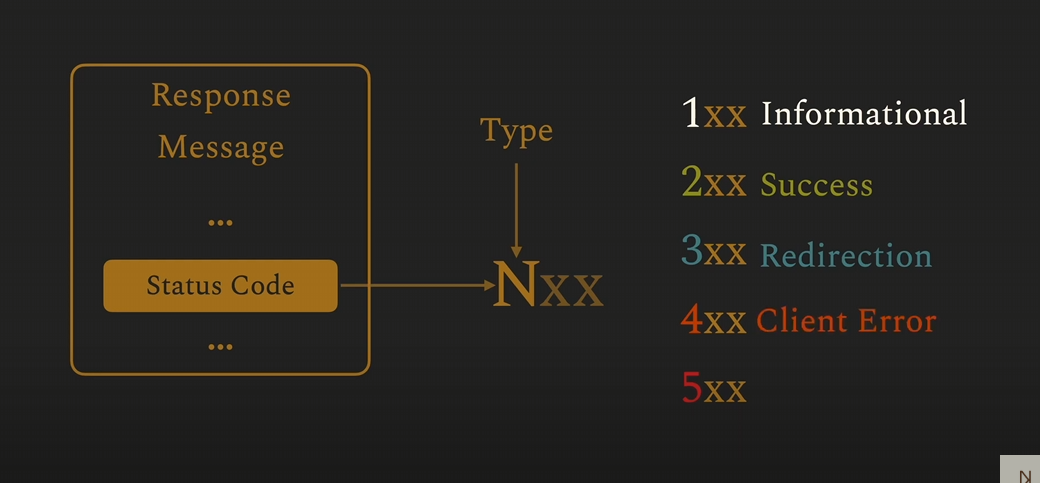 Response
Message
...
Status Code
...
Type
Nxx
1xx Informational
2xx Success
3xx Redirection
4xx Client Error
5xx
N